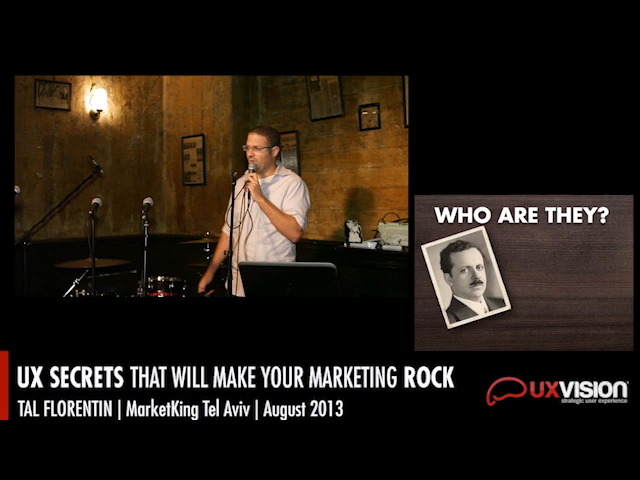 WHO ARE THEY?
UX SECRETS THAT WILL MAKE YOUR MARKETING ROCK
TAL FLORENTIN | MarketKing Tel Aviv | August 2013
UXVISION
strategic user experience